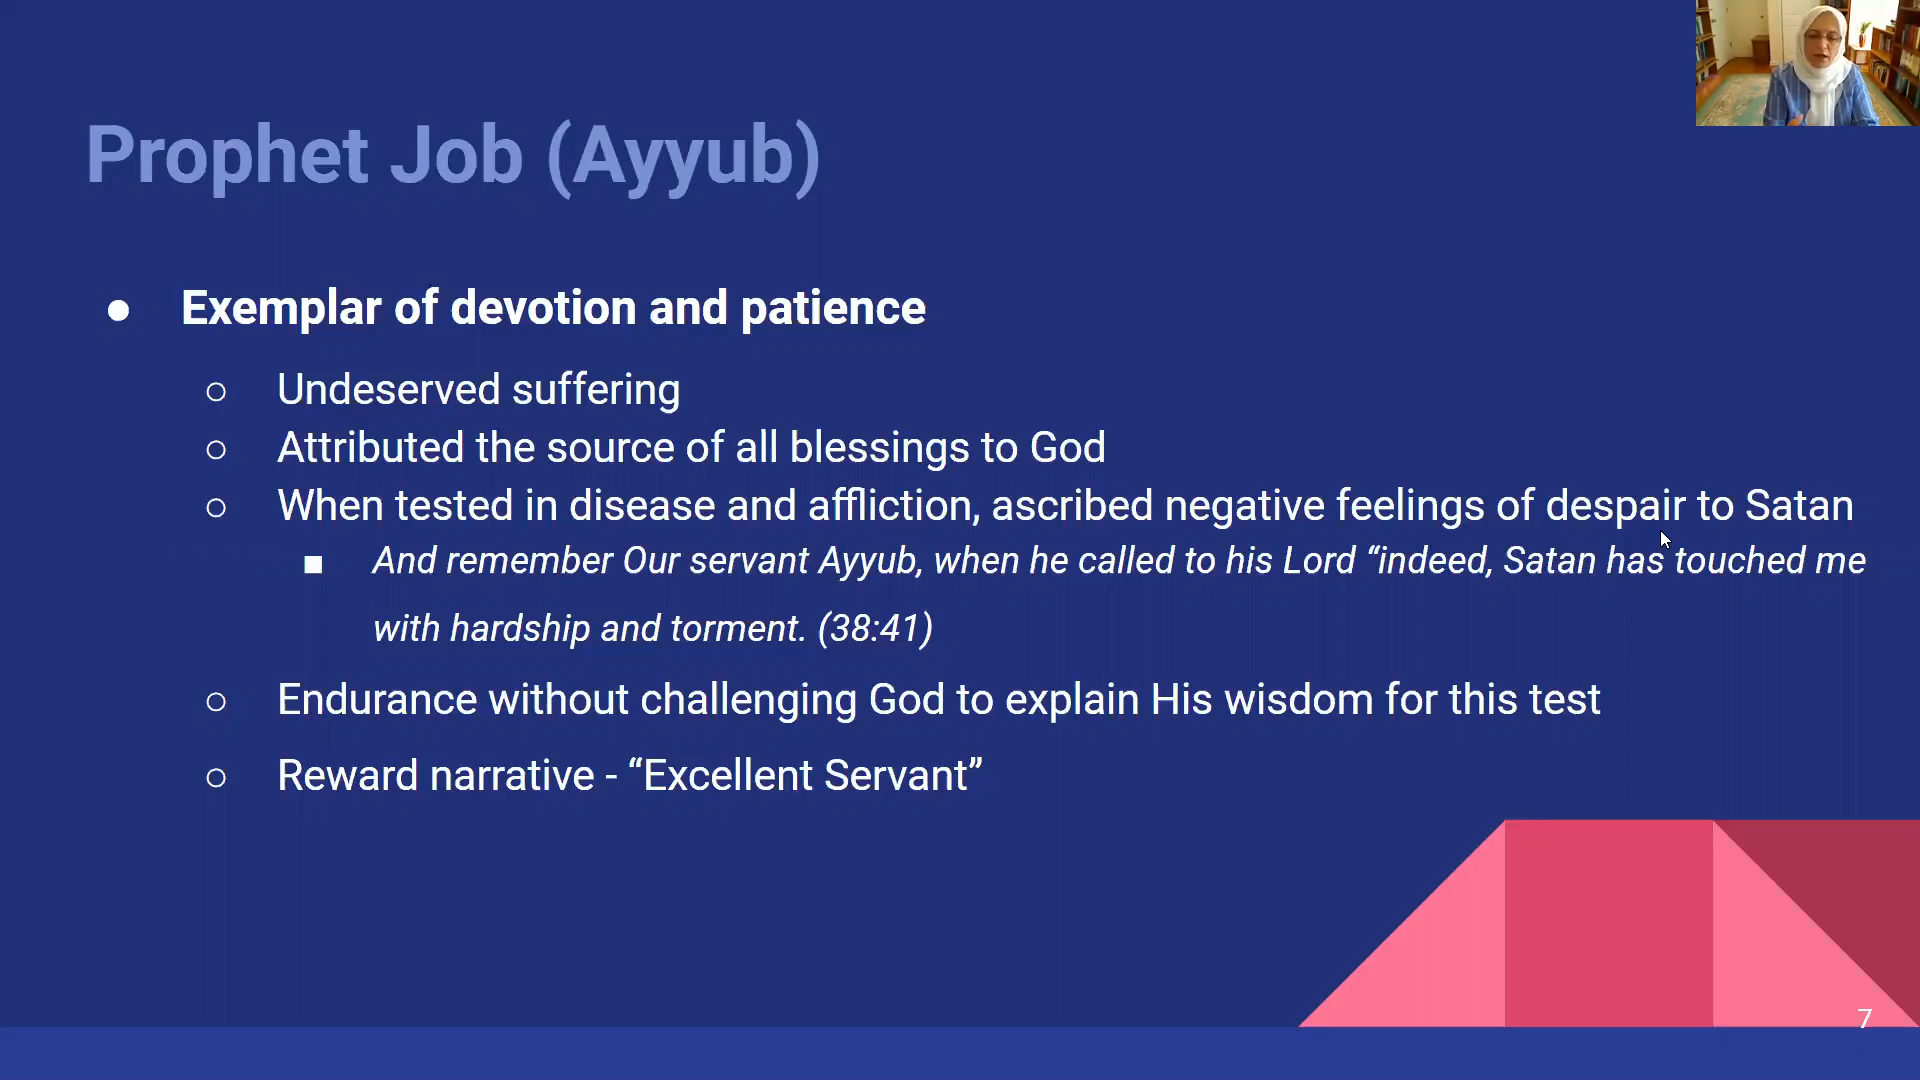 Prophet Job (Ayyub)
● Exemplar of devotion and patience
○ Undeserved suffering
○ Attributed the source of all blessings to God
○ When tested in disease and affliction, ascribed negative feelings of despair to Satan
■ And remember Our servant Ayyub, when he called to his Lord “indeed, Satan has touched me
with hardship and torment. (38:41)
○ Endurance without challenging God to explain His wisdom for this test
○ Reward narrative - “Excellent Servant”
7